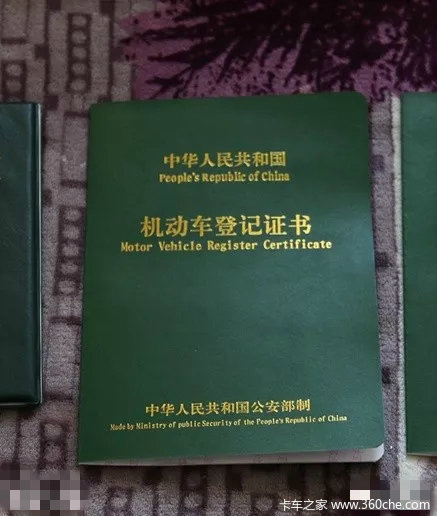 中华人民共和国
People's Republic of China
机动车登记证书
Motor Vehicle Register Certificate
中华人民共和国公安部制
Made by Ministry of public Security of the People's Republic of China
卡车之家 www.360che.com